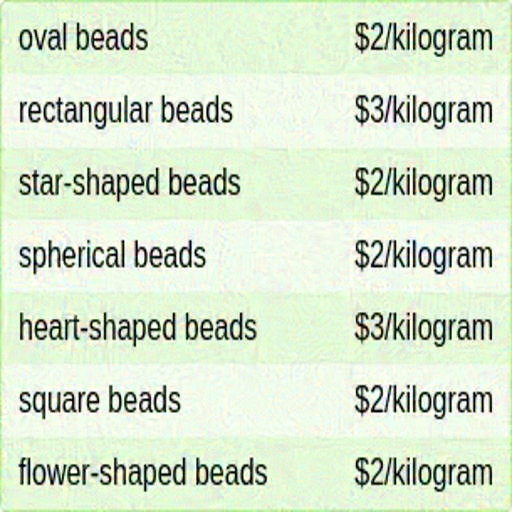 oval beads $2/kilogram
rectangular beads $3/kilogram
star-shaped beads $2/kilogram
spherical beads $2/kilogram
heart-shaped beads $3/kilogram
square beads $2/kilogram
flower-shaped beads $2/kilogram